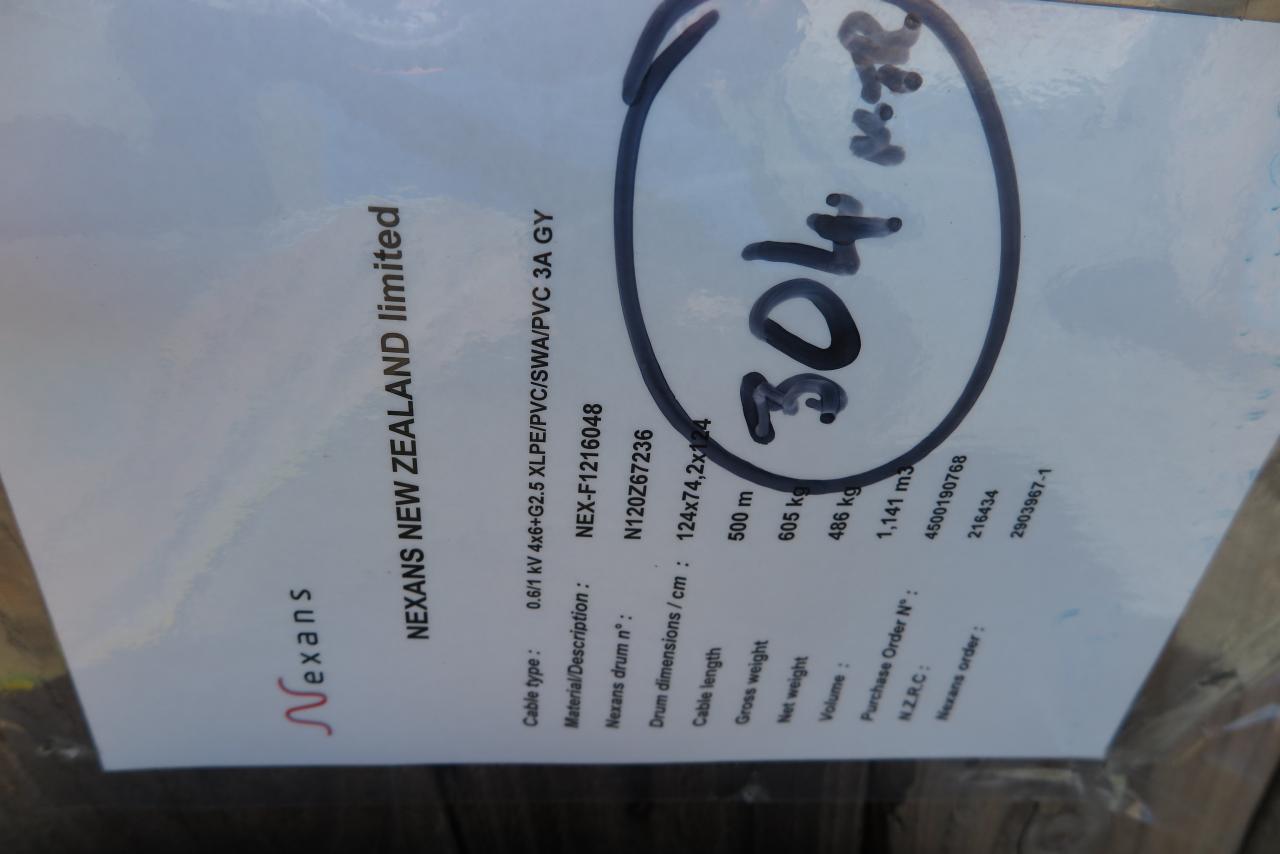 Nexans
NEXANS NEW ZEALAND limited
Cable type : 0.6/1 kV 4x6+G2.5 XLPE/PVC/SWA/PVC 3A GY
Material/Description : NEX-F1216048
Nexans drum n° : N120Z67236
Drum dimensions / cm : 124x74,2x124
Cable length 500 m
Gross weight 605 kg
Net weight 486 kg
Volume : 1,141 m3
Purchase Order N° : 4500190768
N.Z.R.C : 216434
Nexans order : 2903967-1
304